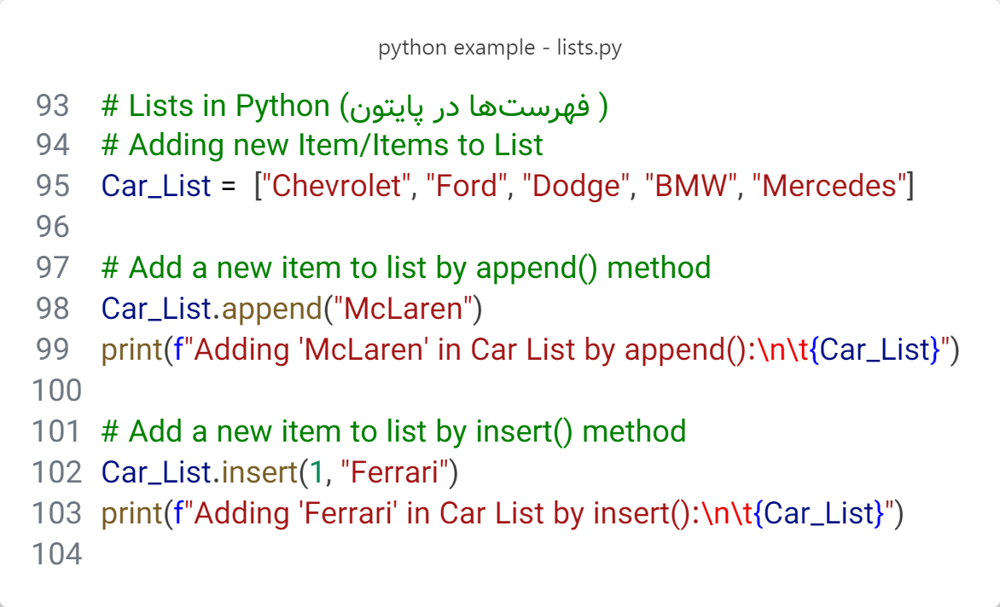 python example - lists.py
93 # Lists in Python (فهرست‌ها در پایتون )
94 # Adding new Item/Items to List
95 Car_List =  ["Chevrolet", "Ford", "Dodge", "BMW", "Mercedes"]
96
97 # Add a new item to list by append() method
98 Car_List.append("McLaren")
99 print(f"Adding 'McLaren' in Car List by append():\n\t{Car_List}")
100
101 # Add a new item to list by insert() method
102 Car_List.insert(1, "Ferrari")
103 print(f"Adding 'Ferrari' in Car List by insert():\n\t{Car_List}")
104